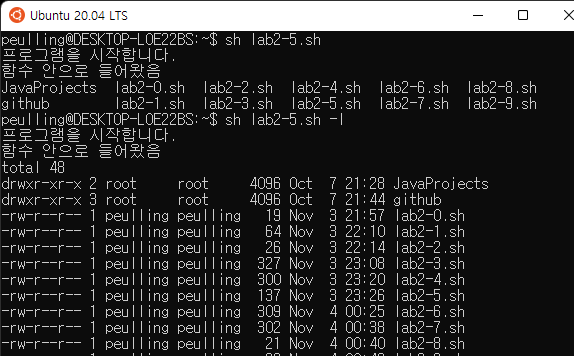 Ubuntu 20.04 LTS
peulling@DESKTOP-LOE22BS:~$ sh lab2-5.sh
프로그램을 시작합니다.
함수 안으로 들어왔음
JavaProjects lab2-0.sh lab2-2.sh lab2-4.sh lab2-6.sh lab2-8.sh
github lab2-1.sh lab2-3.sh lab2-5.sh lab2-7.sh lab2-9.sh
peulling@DESKTOP-LOE22BS:~$ sh lab2-5.sh -l
프로그램을 시작합니다.
함수 안으로 들어왔음
total 48
drwxr-xr-x 2 root root 4096 Oct 7 21:28 JavaProjects
drwxr-xr-x 3 root root 4096 Oct 7 21:44 github
-rw-r--r-- 1 peulling peulling 19 Nov 3 21:57 lab2-0.sh
-rw-r--r-- 1 peulling peulling 64 Nov 3 22:10 lab2-1.sh
-rw-r--r-- 1 peulling peulling 26 Nov 3 22:14 lab2-2.sh
-rw-r--r-- 1 peulling peulling 327 Nov 3 23:08 lab2-3.sh
-rw-r--r-- 1 peulling peulling 300 Nov 3 23:20 lab2-4.sh
-rw-r--r-- 1 peulling peulling 137 Nov 3 23:26 lab2-5.sh
-rw-r--r-- 1 peulling peulling 309 Nov 4 00:25 lab2-6.sh
-rw-r--r-- 1 peulling peulling 302 Nov 4 00:38 lab2-7.sh
-rw-r--r-- 1 peulling peulling 21 Nov 4 00:40 lab2-8.sh